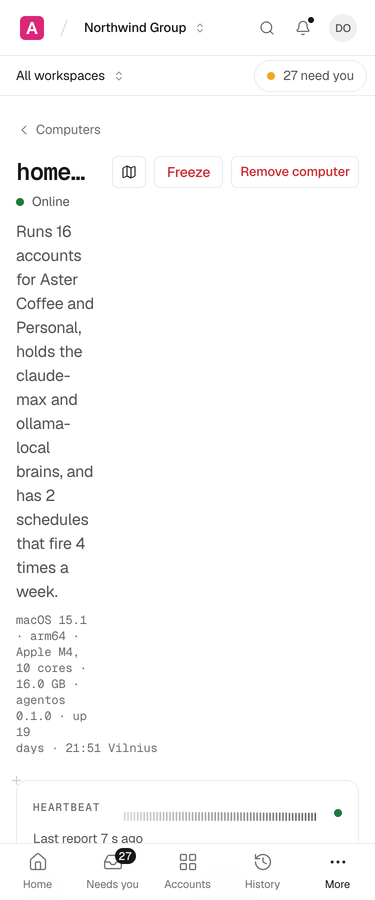 A / Northwind Group
DO
All workspaces
27 need you
Computers
home...
Freeze
Remove computer
Online
Runs 16
accounts
for Aster
Coffee and
Personal,
holds the
claude-
max and
ollama-
local
brains, and
has 2
schedules
that fire 4
times a
week.
macOS 15.1
· arm64 ·
Apple M4,
10 cores ·
16.0 GB ·
agentos
0.1.0 · up
19
days · 21:51 Vilnius
HEARTBEAT
Last report 7 s ago
27
Home
Needs you
Accounts
History
More